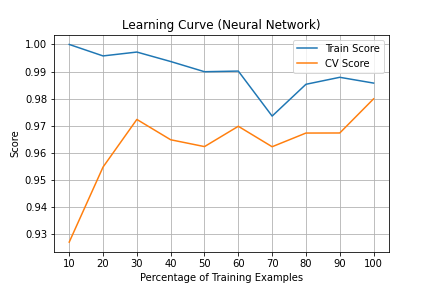 Learning Curve (Neural Network)
Train Score
CV Score
1.00
0.99
0.98
0.97
0.96
0.95
0.94
0.93
Score
10 20 30 40 50 60 70 80 90 100
Percentage of Training Examples